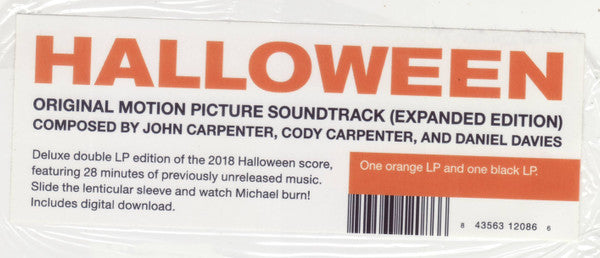 HALLOWEEN
ORIGINAL MOTION PICTURE SOUNDTRACK (EXPANDED EDITION)
COMPOSED BY JOHN CARPENTER, CODY CARPENTER, AND DANIEL DAVIES
Deluxe double LP edition of the 2018 Halloween score,
featuring 28 minutes of previously unreleased music.
Slide the lenticular sleeve and watch Michael burn!
Includes digital download.
One orange LP and one black LP.
8 43563 12086 6